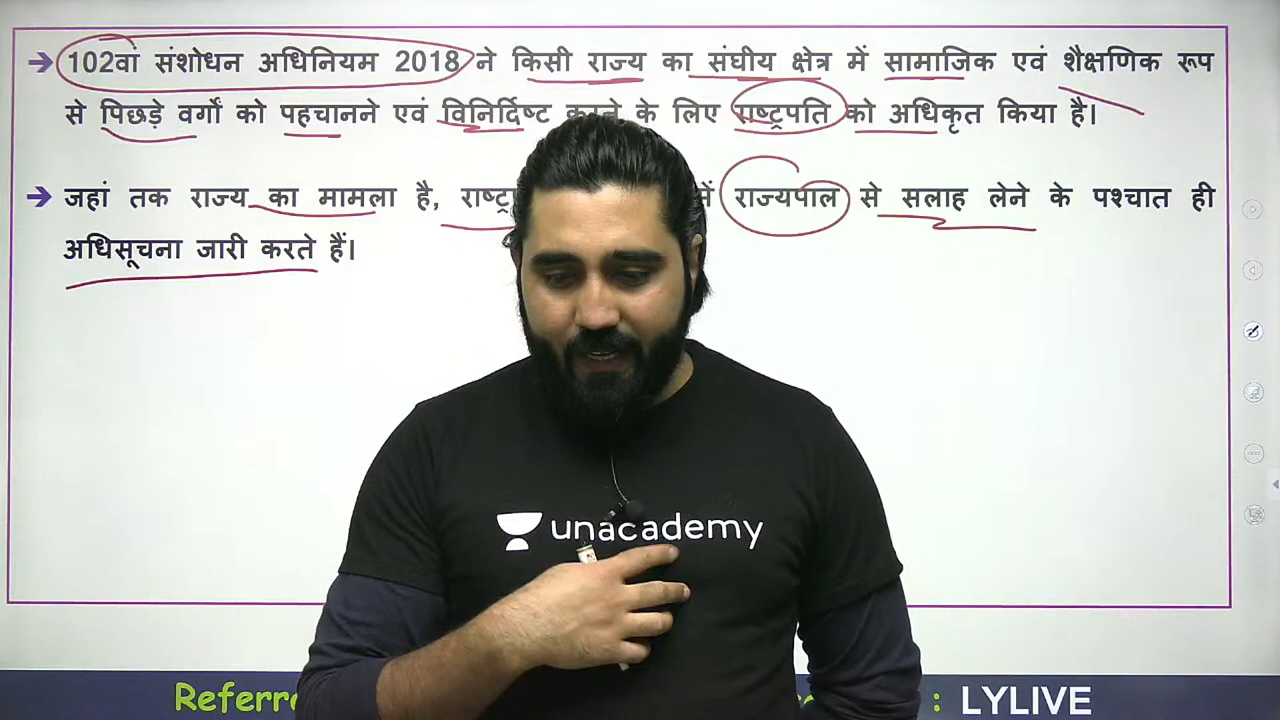 → 102वां संशोधन अधिनियम 2018 ने किसी राज्य का संघीय क्षेत्र में सामाजिक एवं शैक्षणिक रूप
से पिछड़े वर्गों को पहचानने एवं विनिर्दिष्ट करने के लिए राष्ट्रपति को अधिकृत किया है।
→ जहां तक राज्य का मामला है, में राज्यपाल से सलाह लेने के पश्चात ही
अधिसूचना जारी करते हैं।
unacademy
: LYLIVE